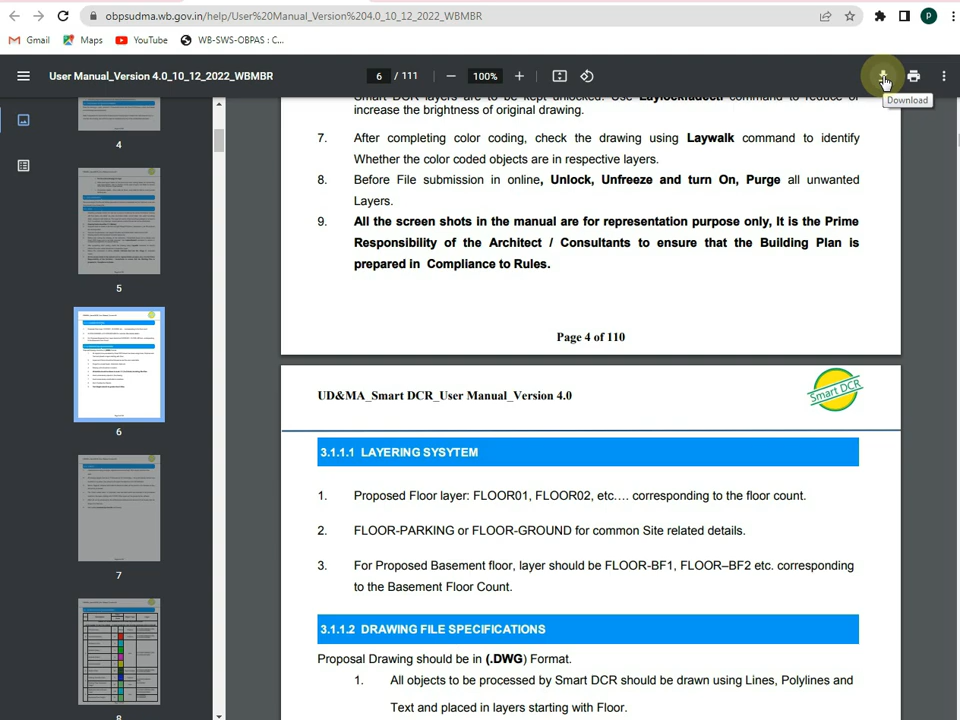 obpsudma.wb.gov.in/help/User%20Manual_Version%204.0_10_12_2022_WBMBR
P
Gmail
Maps
YouTube
WB-SWS-OBPAS : C...
User Manual_Version 4.0_10_12_2022_WBMBR
6 / 111
100%
Download
4
5
6
7
8
Smart DCR layers are to be kept unlocked. Use Laylockfadectl command to reduce or
increase the brightness of original drawing.
7. After completing color coding, check the drawing using Laywalk command to identify
Whether the color coded objects are in respective layers.
8. Before File submission in online, Unlock, Unfreeze and turn On, Purge all unwanted
Layers.
9. All the screen shots in the manual are for representation purpose only, It is the Prime
Responsibility of the Architect / Consultants to ensure that the Building Plan is
prepared in Compliance to Rules.
Page 4 of 110
UD&MA_Smart DCR_User Manual_Version 4.0
Smart DCR
3.1.1.1 LAYERING SYSYTEM
1. Proposed Floor layer: FLOOR01, FLOOR02, etc.... corresponding to the floor count.
2. FLOOR-PARKING or FLOOR-GROUND for common Site related details.
3. For Proposed Basement floor, layer should be FLOOR-BF1, FLOOR–BF2 etc. corresponding
to the Basement Floor Count.
3.1.1.2 DRAWING FILE SPECIFICATIONS
Proposal Drawing should be in (.DWG) Format.
1. All objects to be processed by Smart DCR should be drawn using Lines, Polylines and
Text and placed in layers starting with Floor.